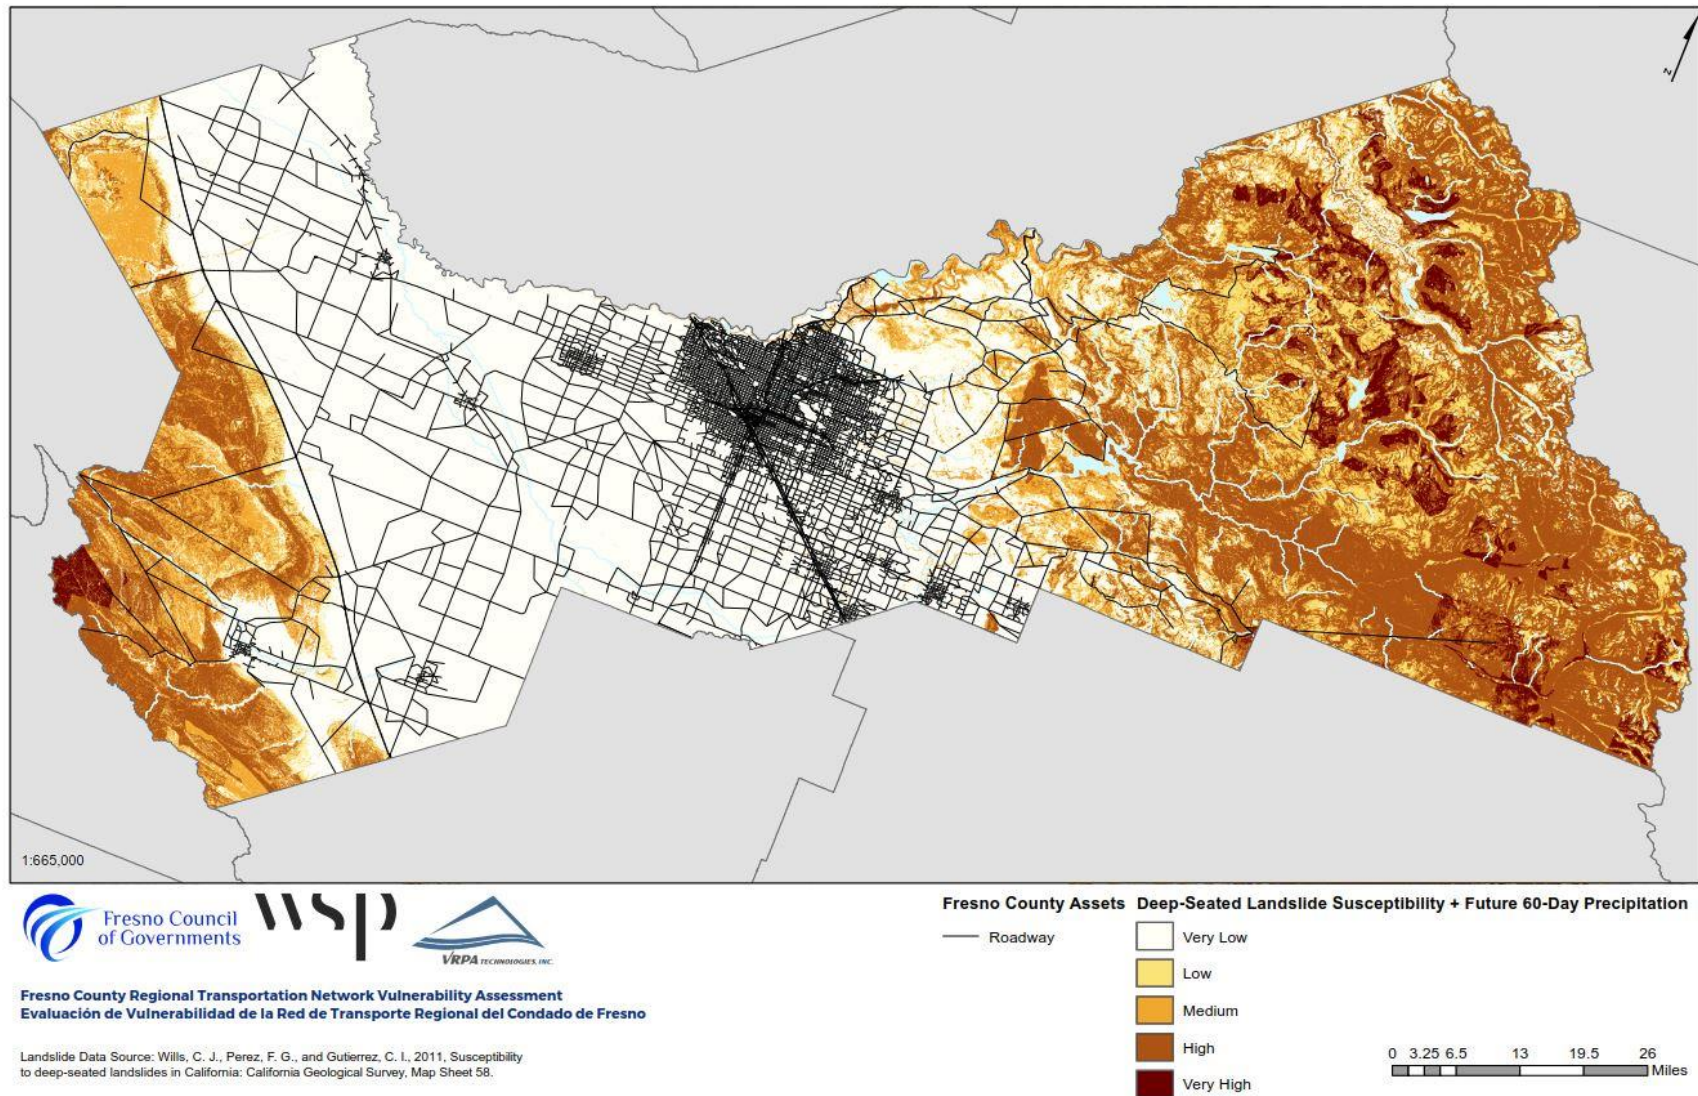 N
1:665,000
Fresno Council
of Governments
wsp
VRPA TECHNOLOGIES, INC.
Fresno County Regional Transportation Network Vulnerability Assessment
Evaluación de Vulnerabilidad de la Red de Transporte Regional del Condado de Fresno
Landslide Data Source: Wills, C. J., Perez, F. G., and Gutierrez, C. I., 2011, Susceptibility
to deep-seated landslides in California: California Geological Survey, Map Sheet 58.
Fresno County Assets
Roadway
Deep-Seated Landslide Susceptibility + Future 60-Day Precipitation
Very Low
Low
Medium
High
Very High
0 3.25 6.5 13 19.5 26
Miles